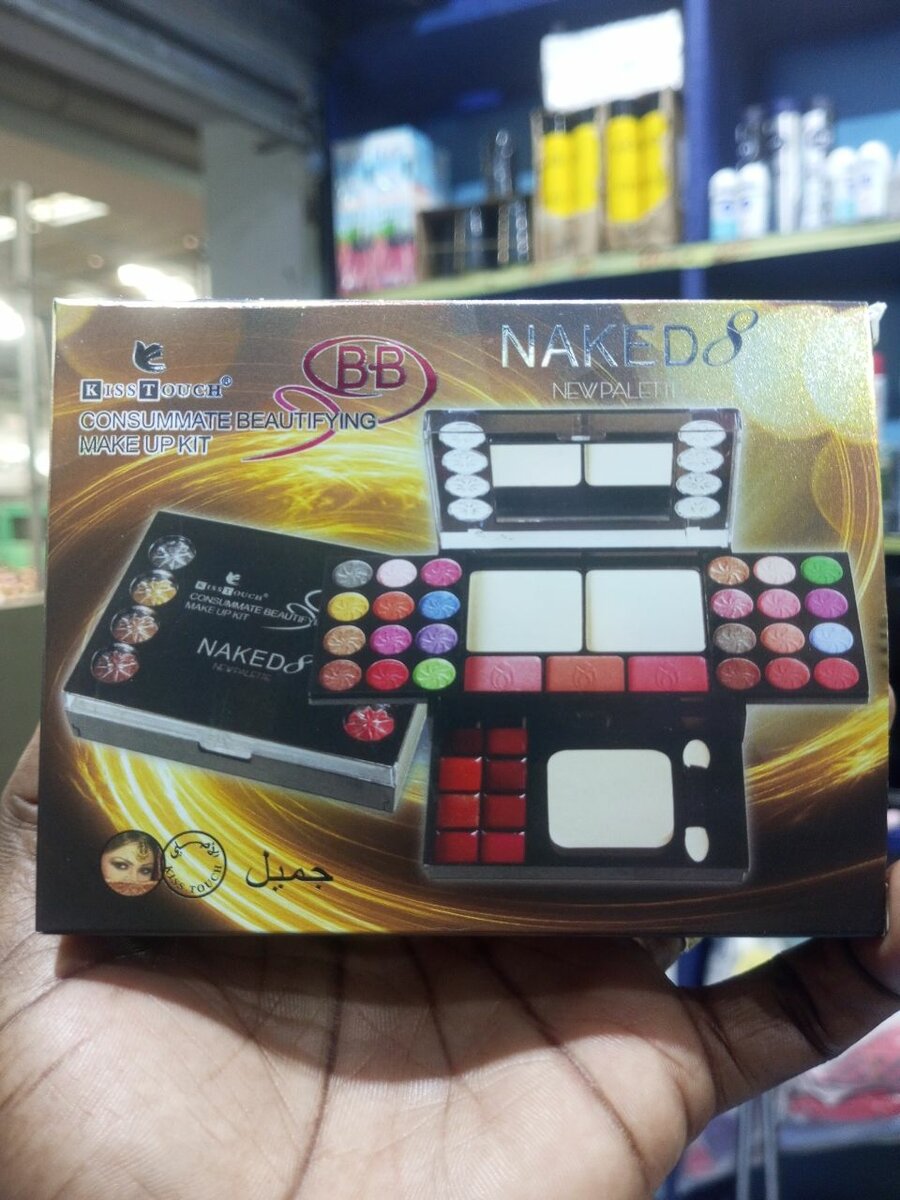 KISS TOUCH®
CONSUMMATE BEAUTIFYING
MAKE UP KIT
B·B
NAKED8
NEW PALETTE
KISS TOUCH®
CONSUMMATE BEAUTIF
MAKE UP KIT
NAKED8
NEW PALETTE
الأصلي
KISS TOUCH
جميل